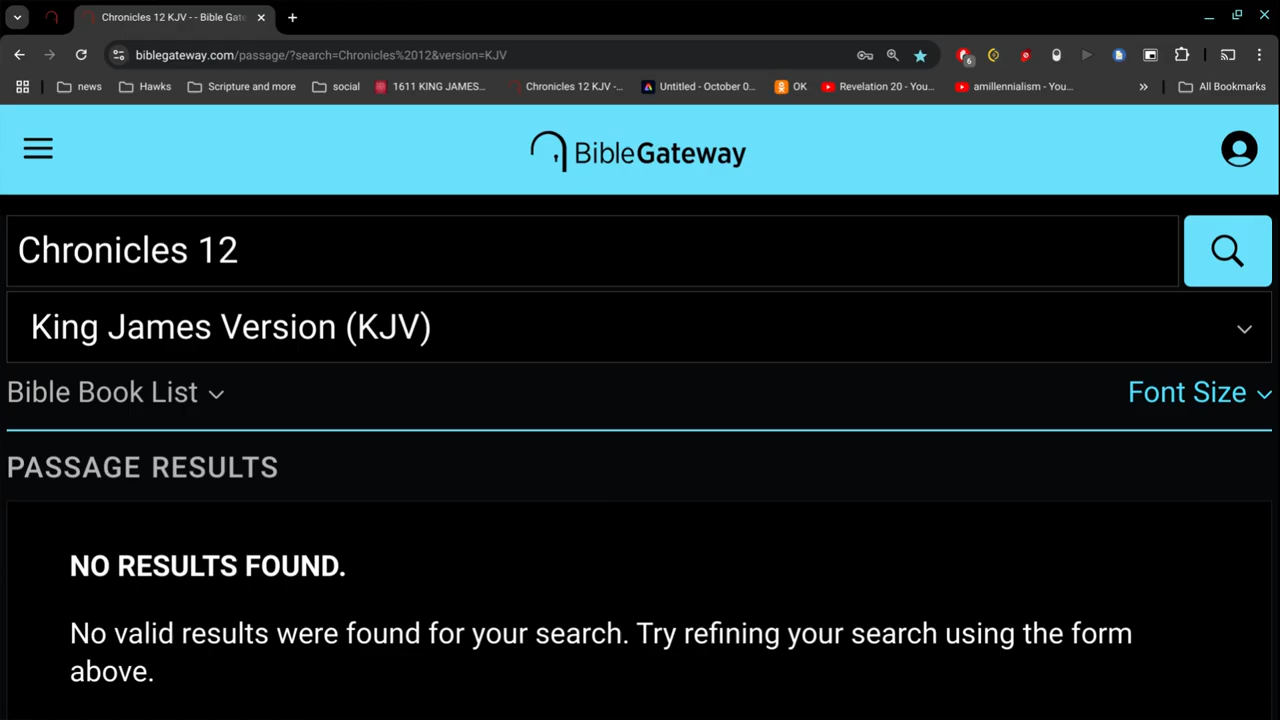 Chronicles 12 KJV - - Bible Gate
biblegateway.com/passage/?search=Chronicles%2012&version=KJV
6
news
Hawks
Scripture and more
social
1611 KING JAMES...
Chronicles 12 KJV -...
Untitled - October 0...
OK
Revelation 20 - You...
amillennialism - You...
»
All Bookmarks
BibleGateway
Chronicles 12
King James Version (KJV)
Bible Book List
Font Size
PASSAGE RESULTS
NO RESULTS FOUND.
No valid results were found for your search. Try refining your search using the form
above.